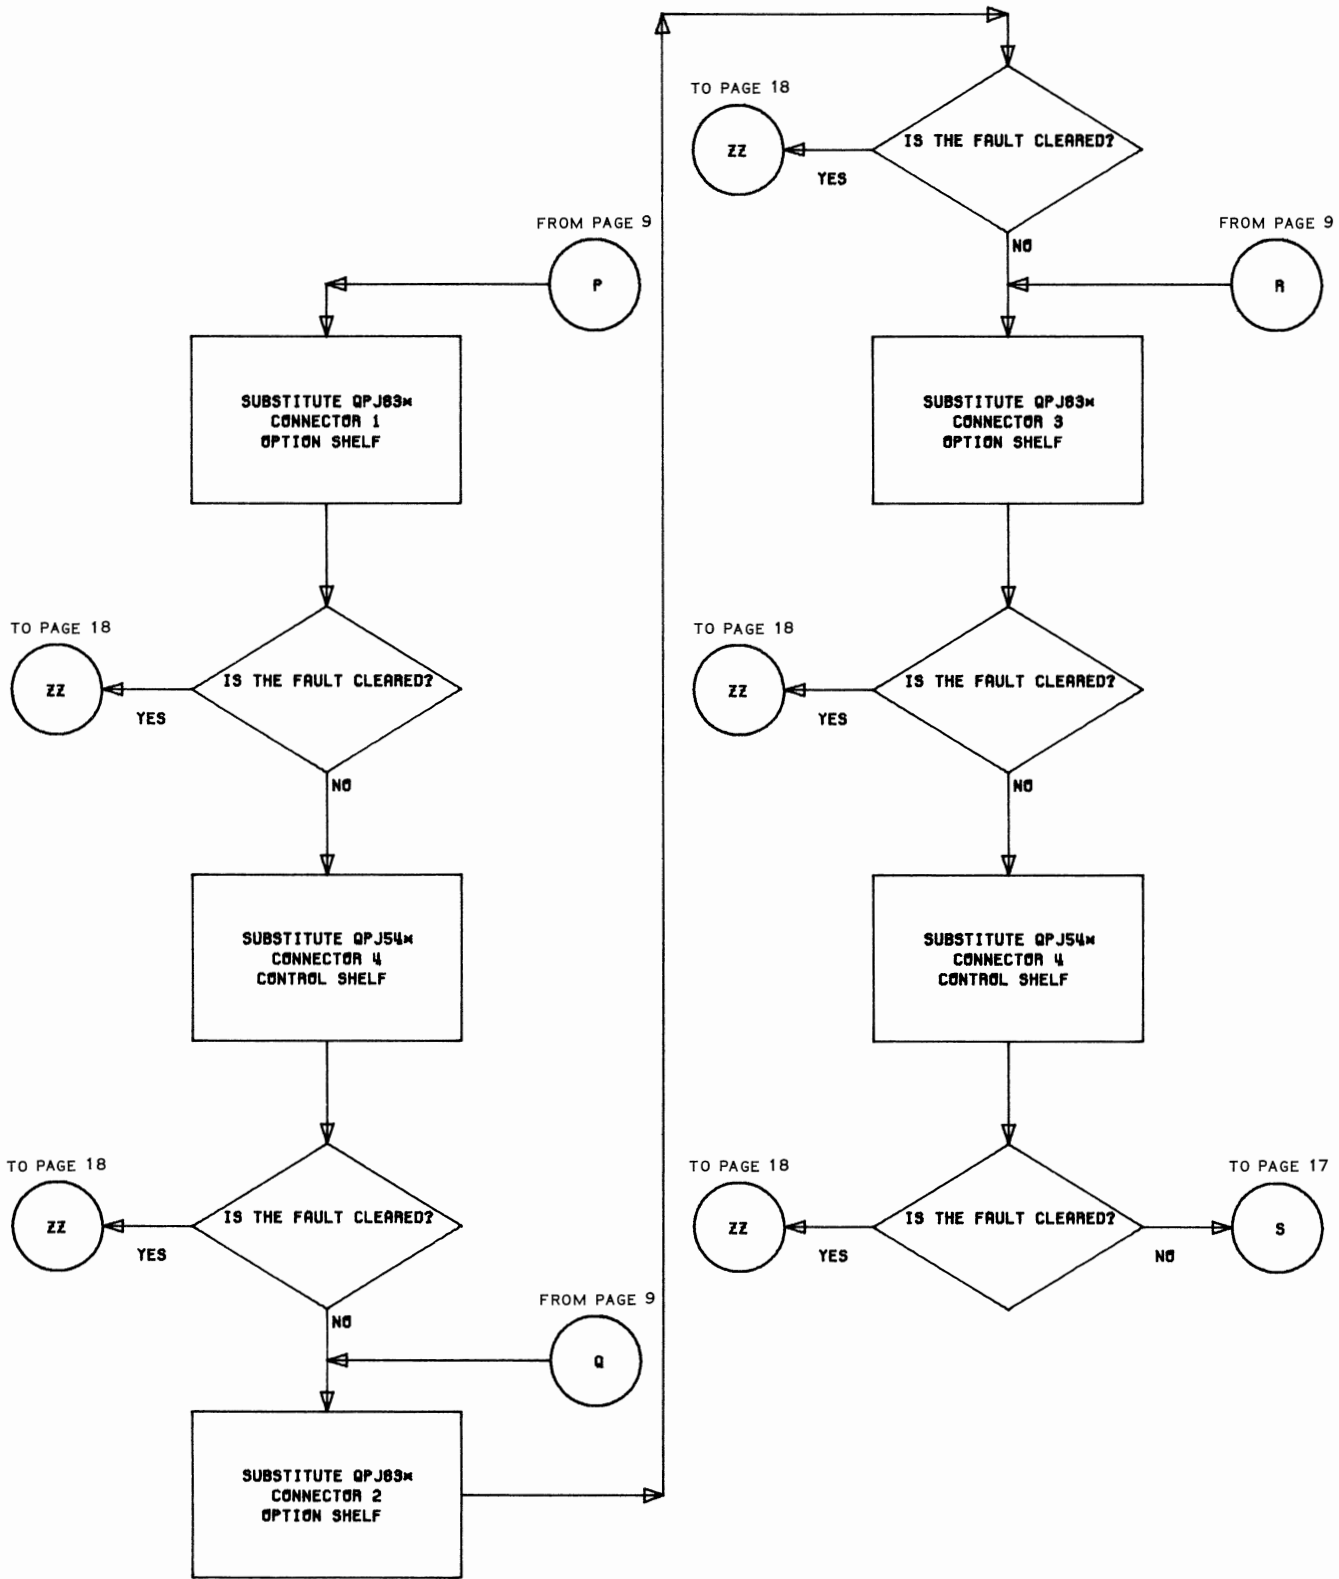 FROM PAGE 9
P
SUBSTITUTE QPJ83*
CONNECTOR 1
OPTION SHELF
TO PAGE 18
ZZ
YES
IS THE FAULT CLEARED?
NO
SUBSTITUTE QPJ54*
CONNECTOR 4
CONTROL SHELF
TO PAGE 18
ZZ
YES
IS THE FAULT CLEARED?
NO
FROM PAGE 9
Q
SUBSTITUTE QPJ83*
CONNECTOR 2
OPTION SHELF
TO PAGE 18
ZZ
YES
IS THE FAULT CLEARED?
NO
FROM PAGE 9
R
SUBSTITUTE QPJ83*
CONNECTOR 3
OPTION SHELF
TO PAGE 18
ZZ
YES
IS THE FAULT CLEARED?
NO
SUBSTITUTE QPJ54*
CONNECTOR 4
CONTROL SHELF
TO PAGE 18
ZZ
YES
IS THE FAULT CLEARED?
NO
TO PAGE 17
S